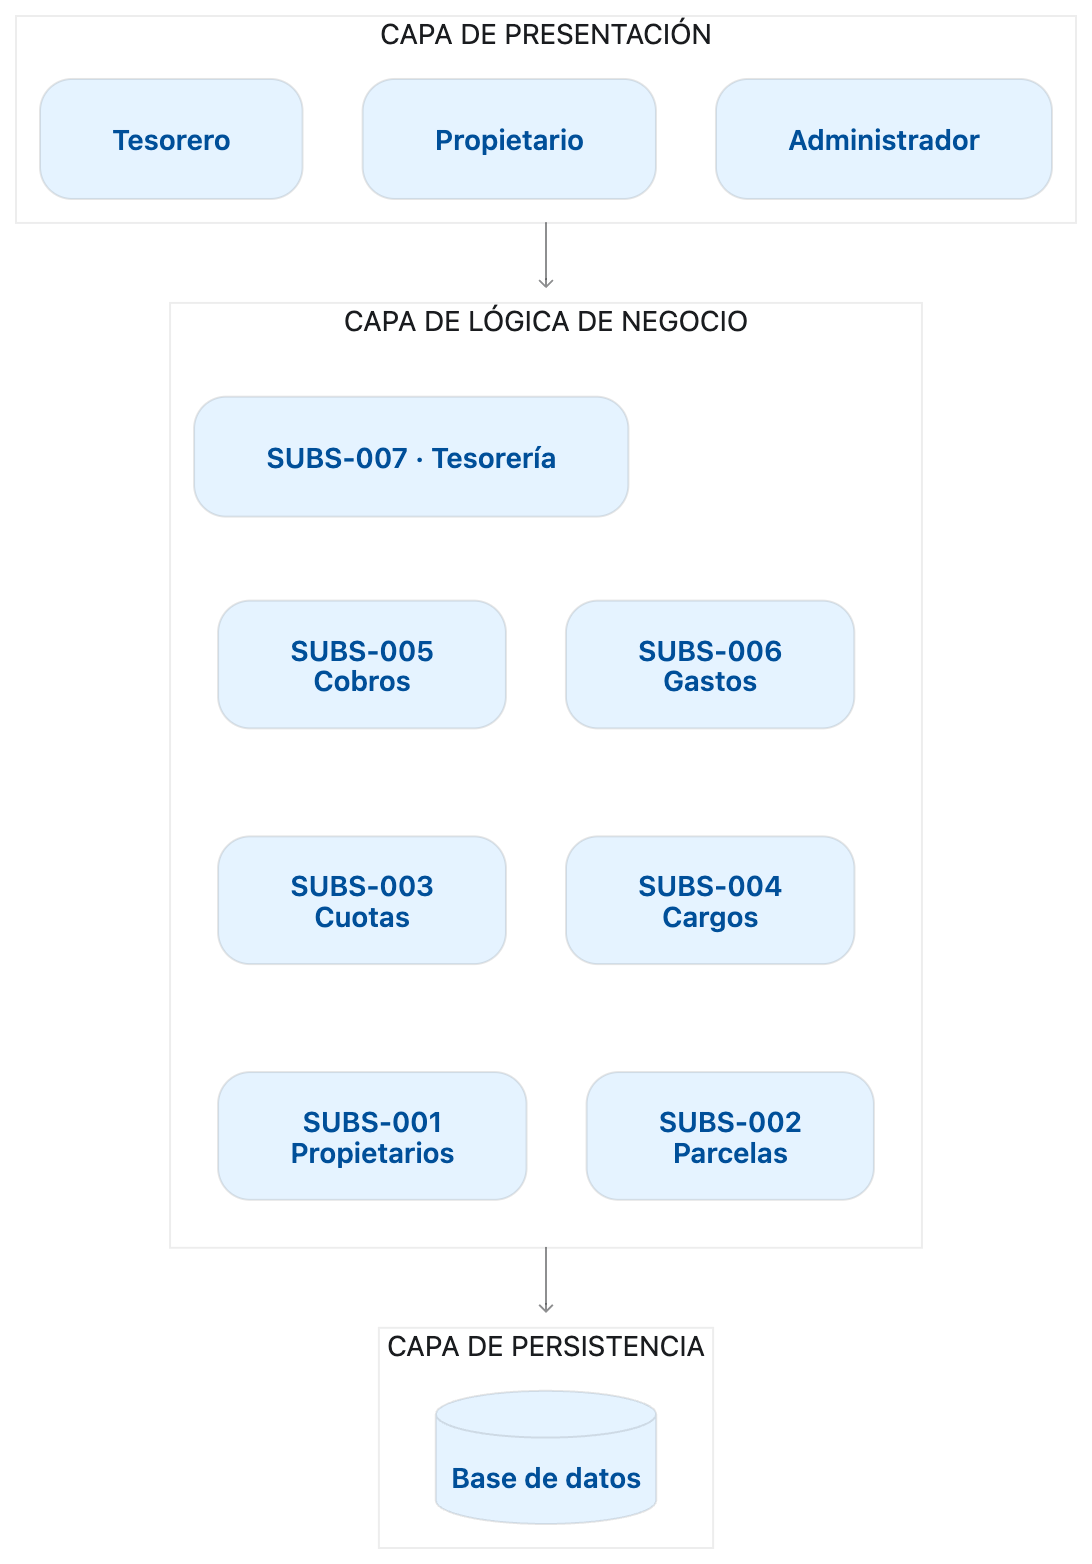 CAPA DE PRESENTACIÓN
Tesorero
Propietario
Administrador
CAPA DE LÓGICA DE NEGOCIO
SUBS-007 · Tesorería
SUBS-005
Cobros
SUBS-006
Gastos
SUBS-003
Cuotas
SUBS-004
Cargos
SUBS-001
Propietarios
SUBS-002
Parcelas
CAPA DE PERSISTENCIA
Base de datos